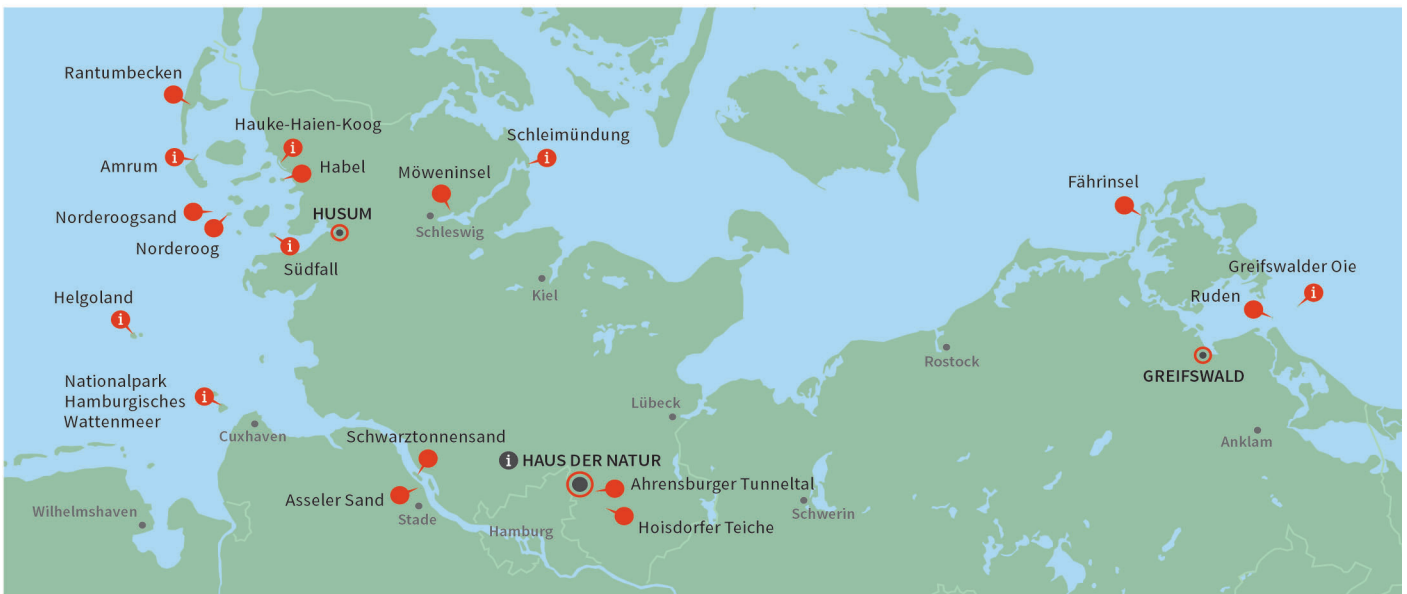 Rantumbecken
Hauke-Haien-Koog
Schleimündung
Amrum
i
i
i
Habel
Möweninsel
Fährinsel
Norderoogsand
HUSUM
Schleswig
Norderoog
i
Südfall
Greifswalder Oie
i
Kiel
Helgoland
Ruden
Rostock
GREIFSWALD
Nationalpark
Hamburgisches
Wattenmeer
i
Lübeck
Cuxhaven
Schwarztonnensand
Anklam
i HAUS DER NATUR
Ahrensburger Tunneltal
Asseler Sand
Stade
Schwerin
Wilhelmshaven
Hamburg
Hoisdorfer Teiche